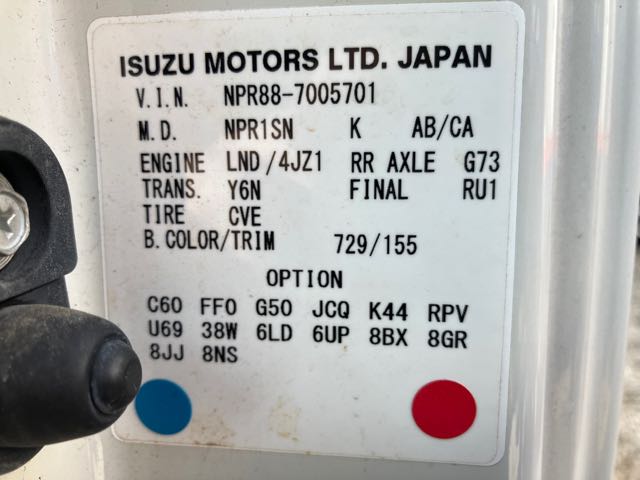 ISUZU MOTORS LTD. JAPAN
V.I.N. NPR88-7005701
M.D. NPR1SN K AB/CA
ENGINE LND/4JZ1 RR AXLE G73
TRANS. Y6N FINAL RU1
TIRE CVE
B.COLOR/TRIM 729/155
OPTION
C60 FF0 G50 JCQ K44 RPV
U69 38W 6LD 6UP 8BX 8GR
8JJ 8NS